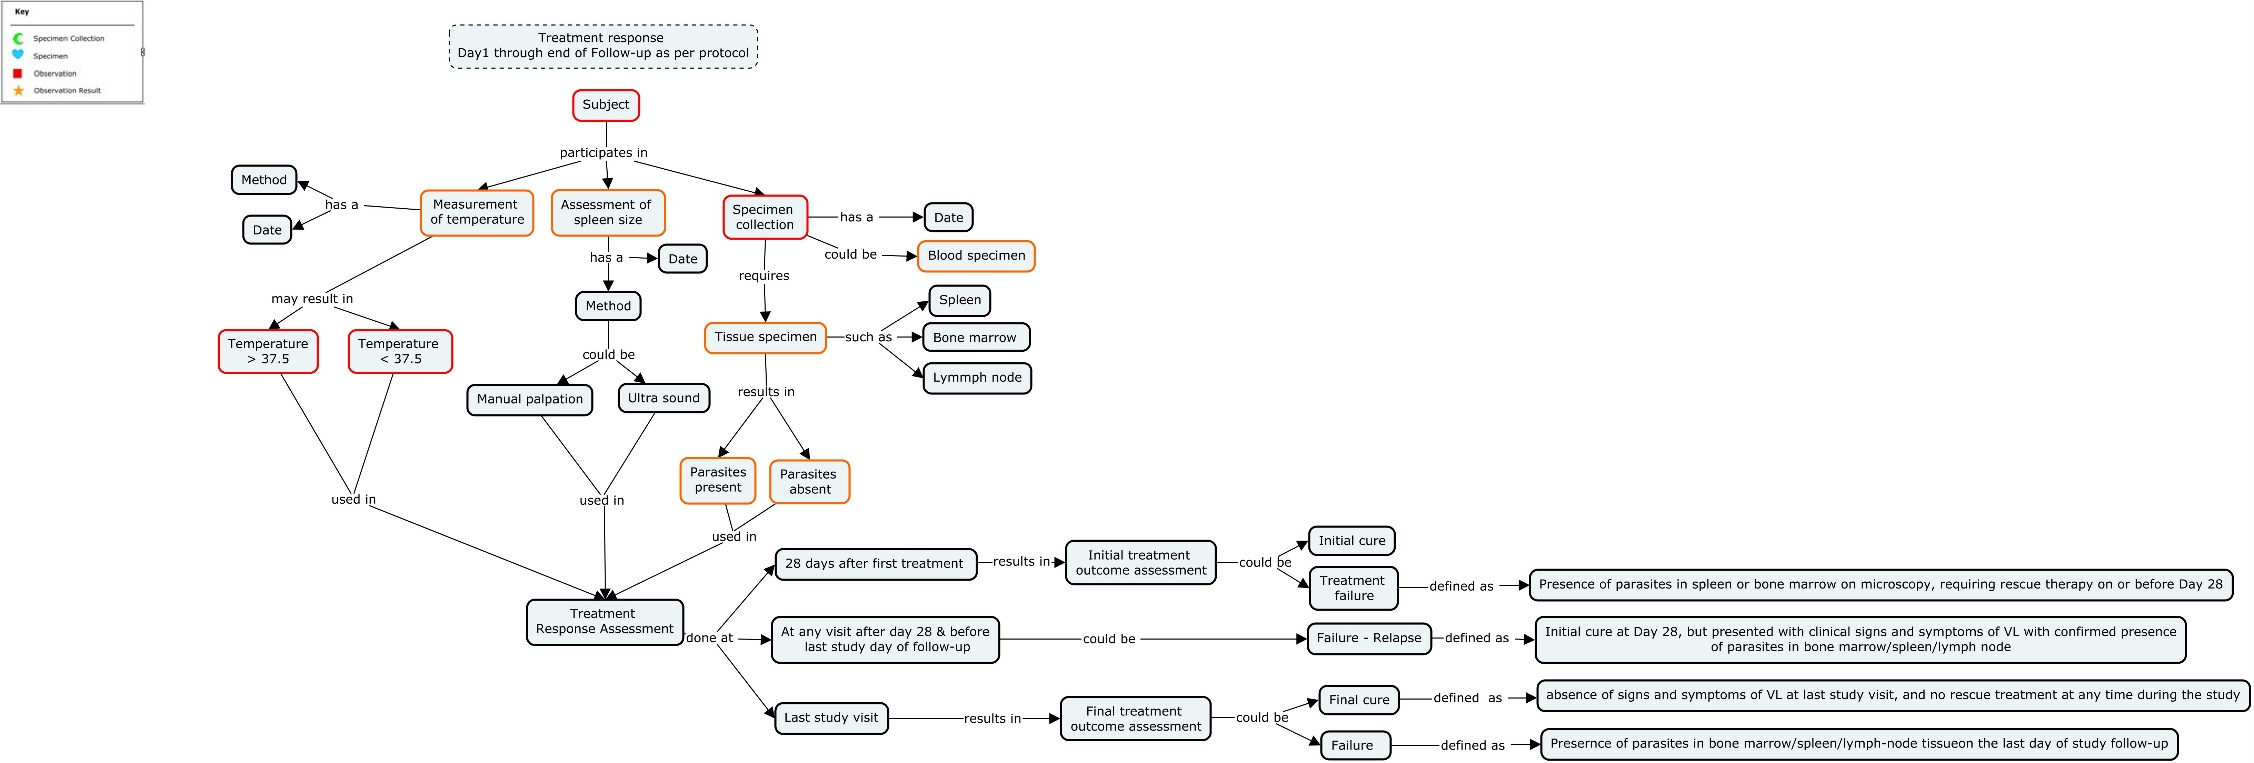 Key
Specimen Collection
Specimen
Observation
Observation Result
Treatment response
Day1 through end of Follow-up as per protocol
Subject
participates in
Method
has a
Date
Measurement
of temperature
Assessment of
spleen size
Specimen
collection
has a
Date
could be
Blood specimen
has a
Date
requires
Method
may result in
Spleen
Tissue specimen
such as
Bone marrow
Lymmph node
Temperature
> 37.5
Temperature
< 37.5
could be
Manual palpation
Ultra sound
results in
Parasites
present
Parasites
absent
used in
used in
used in
Treatment
Response Assessment
done at
28 days after first treatment
results in
Initial treatment
outcome assessment
could be
Initial cure
Treatment
failure
defined as
Presence of parasites in spleen or bone marrow on microscopy, requiring rescue therapy on or before Day 28
At any visit after day 28 & before
last study day of follow-up
could be
Failure - Relapse
defined as
Initial cure at Day 28, but presented with clinical signs and symptoms of VL with confirmed presence
of parasites in bone marrow/spleen/lymph node
Last study visit
results in
Final treatment
outcome assessment
could be
Final cure
defined as
absence of signs and symptoms of VL at last study visit, and no rescue treatment at any time during the study
Failure
defined as
Presernce of parasites in bone marrow/spleen/lymph-node tissueon the last day of study follow-up